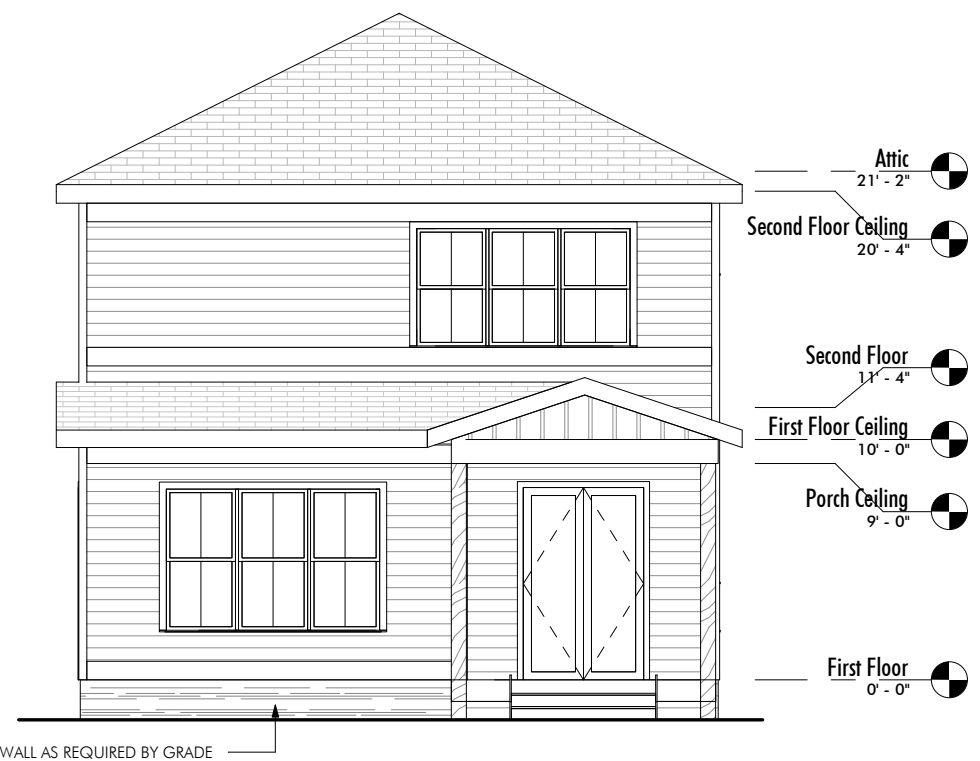 Attic
21' - 2"
Second Floor Ceiling
20' - 4"
Second Floor
11' - 4"
First Floor Ceiling
10' - 0"
Porch Ceiling
9' - 0"
First Floor
0' - 0"
WALL AS REQUIRED BY GRADE